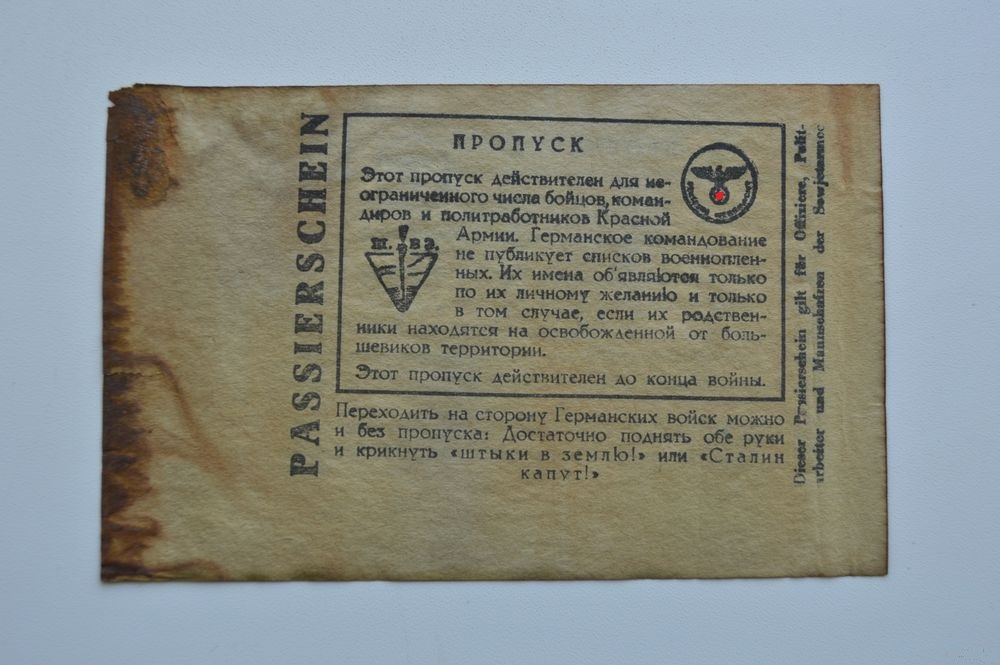 PASSIERSCHEIN
ПРОПУСК
Этот пропуск действителен для не-
ограниченного числа бойцов, коман-
диров и политработников Красной
Армии. Германское командование
не публикует списков военноплен-
ных. Их имена об'являются только
по их личному желанию и только
в том случае, если их родствен-
ники находятся на освобожденной от боль-
шевиков территории.
Этот пропуск действителен до конца войны.
Ш. В З.
Переходить на сторону Германских войск можно
и без пропуска: Достаточно поднять обе руки
и крикнуть «штыки в землю!» или «Сталин
капут!»
Dieser Passierschein gilt für Offiziere, Polit-
arbeiter und Mannschaften der Sowjetarmee